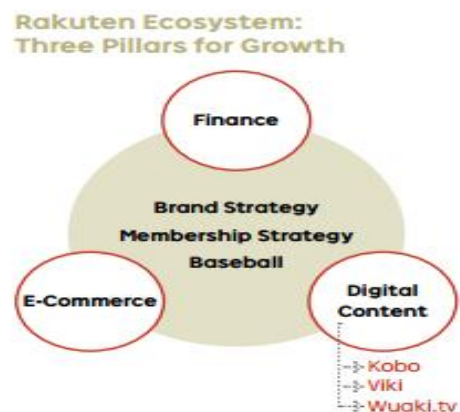 Rakuten Ecosystem:
Three Pillars for Growth
Finance
Brand Strategy
Membership Strategy
Baseball
E-Commerce
Digital
Content
Kobo
Viki
Wuaki.tv